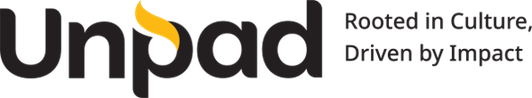 Unpad
Rooted in Culture,
Driven by Impact